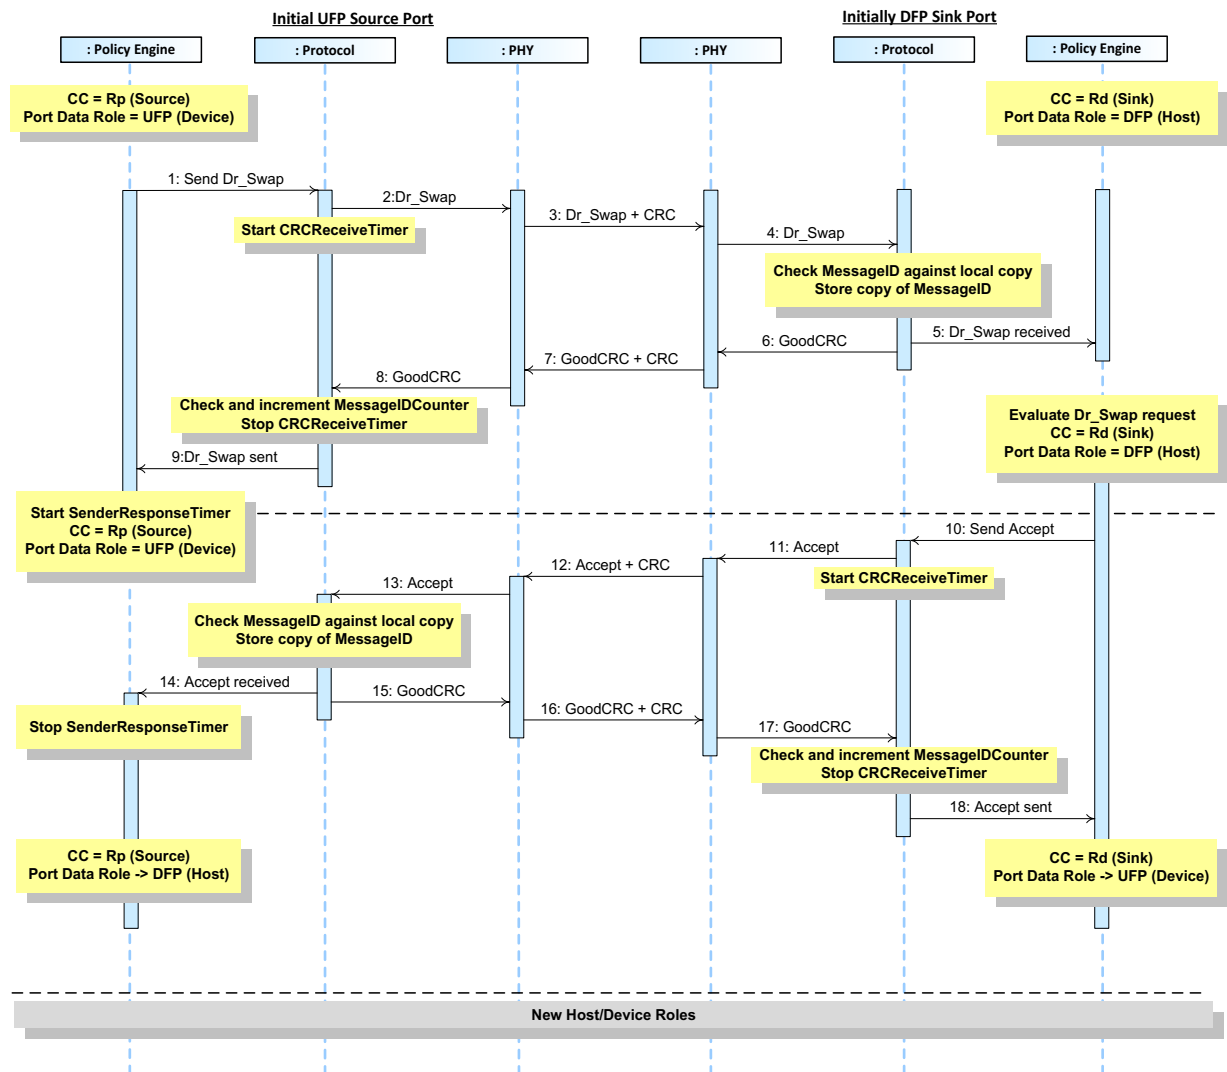 Initial UFP Source Port
Initially DFP Sink Port
: Policy Engine
: Protocol
: PHY
: PHY
: Protocol
: Policy Engine
CC = Rp (Source)
Port Data Role = UFP (Device)
CC = Rd (Sink)
Port Data Role = DFP (Host)
1: Send Dr_Swap
2:Dr_Swap
Start CRCReceiveTimer
3: Dr_Swap + CRC
4: Dr_Swap
Check MessageID against local copy
Store copy of MessageID
5: Dr_Swap received
6: GoodCRC
7: GoodCRC + CRC
8: GoodCRC
Check and increment MessageIDCounter
Stop CRCReceiveTimer
Evaluate Dr_Swap request
CC = Rd (Sink)
Port Data Role = DFP (Host)
9:Dr_Swap sent
Start SenderResponseTimer
CC = Rp (Source)
Port Data Role = UFP (Device)
10: Send Accept
11: Accept
Start CRCReceiveTimer
12: Accept + CRC
13: Accept
Check MessageID against local copy
Store copy of MessageID
14: Accept received
15: GoodCRC
Stop SenderResponseTimer
16: GoodCRC + CRC
17: GoodCRC
Check and increment MessageIDCounter
Stop CRCReceiveTimer
18: Accept sent
CC = Rp (Source)
Port Data Role -> DFP (Host)
CC = Rd (Sink)
Port Data Role -> UFP (Device)
New Host/Device Roles